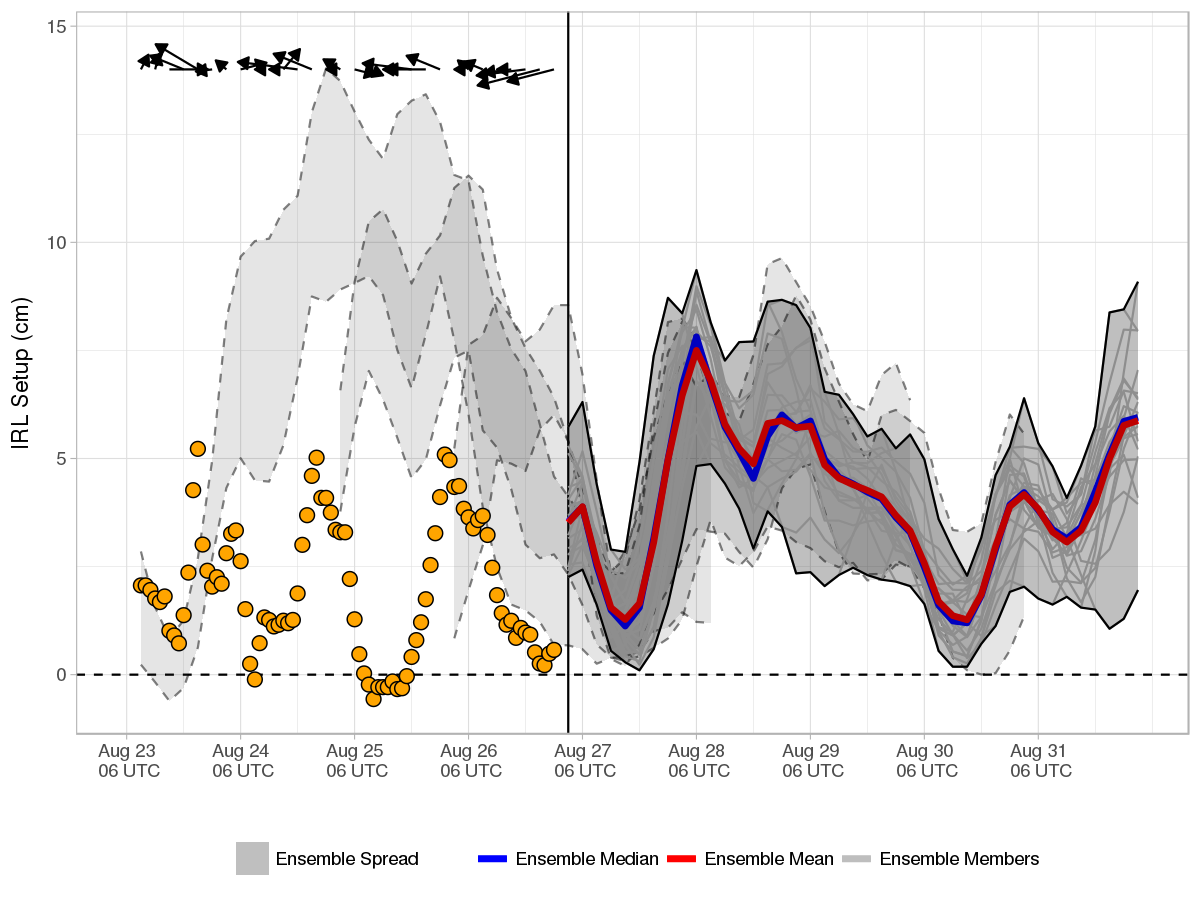 15
10
5
0
IRL Setup (cm)
Aug 23
06 UTC
Aug 24
06 UTC
Aug 25
06 UTC
Aug 26
06 UTC
Aug 27
06 UTC
Aug 28
06 UTC
Aug 29
06 UTC
Aug 30
06 UTC
Aug 31
06 UTC
Ensemble Spread
Ensemble Median
Ensemble Mean
Ensemble Members